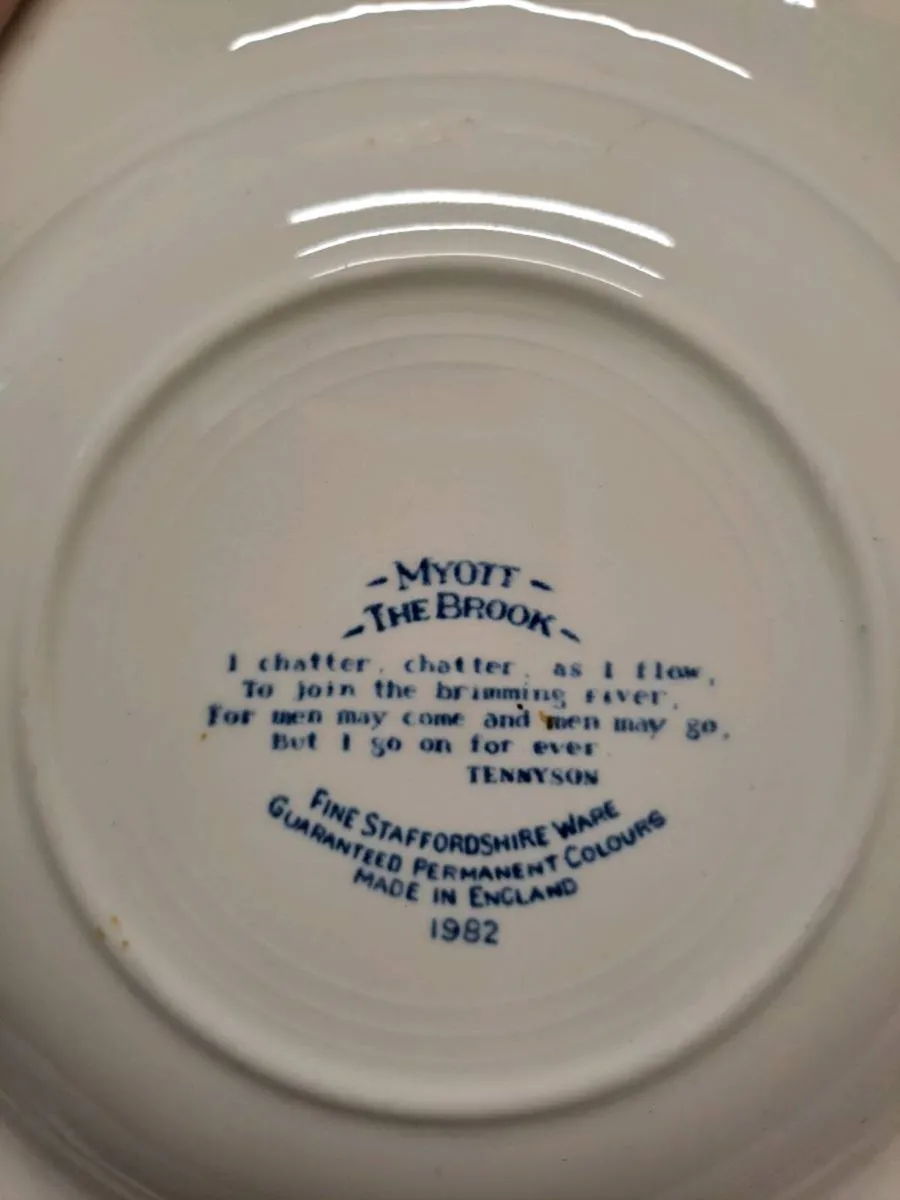 - MYOTT -
- THE BROOK -
I chatter, chatter, as I flow,
To join the brimming river,
For men may come and men may go,
But I go on for ever
TENNYSON
FINE STAFFORDSHIRE WARE
GUARANTEED PERMANENT COLOURS
MADE IN ENGLAND
1982